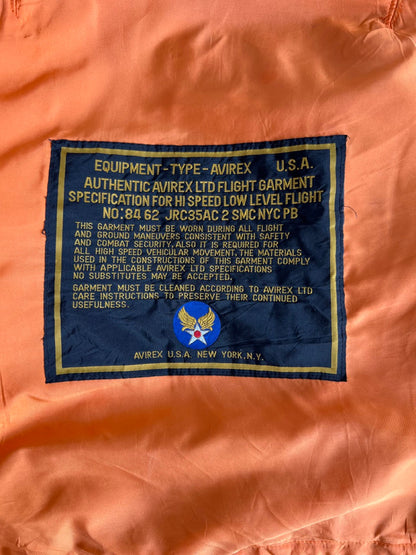 EQUIPMENT-TYPE-AVIREX U.S.A.
AUTHENTIC AVIREX LTD FLIGHT GARMENT
SPECIFICATION FOR HI SPEED LOW LEVEL FLIGHT
NO:84 62 JRC35AC 2 SMC NYC PB
THIS GARMENT MUST BE WORN DURING ALL FLIGHT
AND GROUND MANEUVERS CONSISTENT WITH SAFETY
AND COMBAT SECURITY, ALSO IT IS REQUIRED FOR
ALL HIGH SPEED VEHICULAR MOVEMENT. THE MATERIALS
USED IN THE CONSTRUCTIONS OF THIS GARMENT COMPLY
WITH APPLICABLE AVIREX LTD SPECIFICATIONS
NO SUBSTITUTES MAY BE ACCEPTED.
GARMENT MUST BE CLEANED ACCORDING TO AVIREX LTD
CARE INSTRUCTIONS TO PRESERVE THEIR CONTINUED
USEFULNESS.
AVIREX U.S.A. NEW YORK, N.Y.